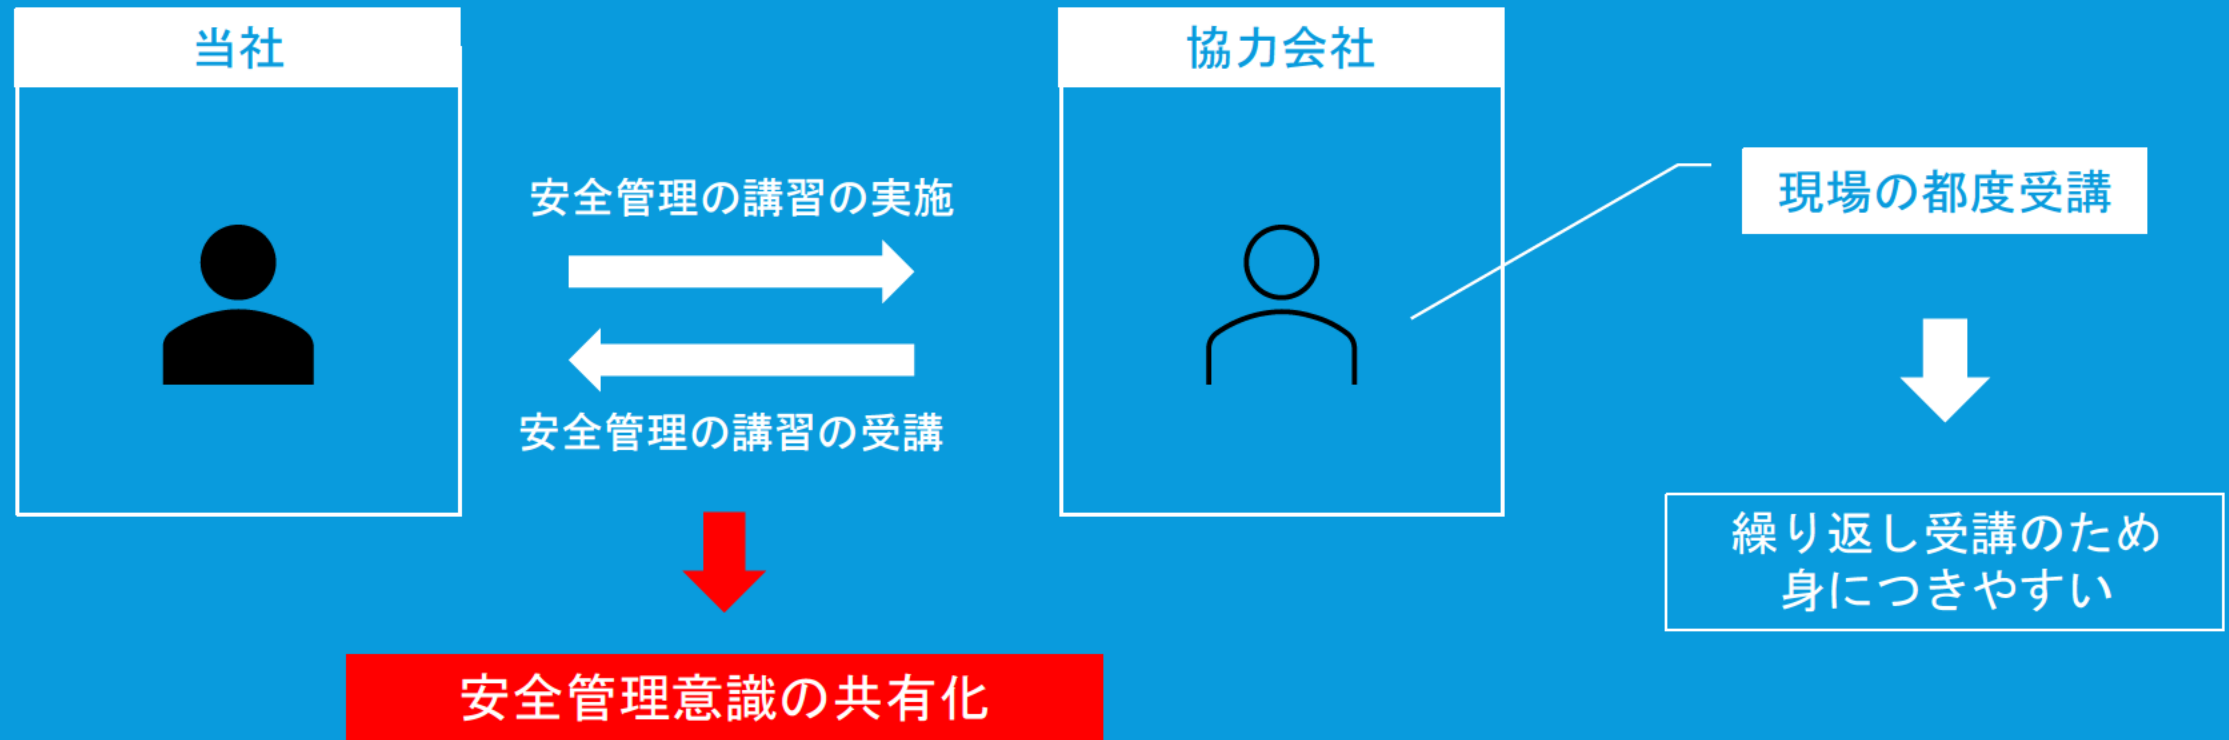 当社
協力会社
安全管理の講習の実施
現場の都度受講
安全管理の講習の受講
繰り返し受講のため
身につきやすい
安全管理意識の共有化